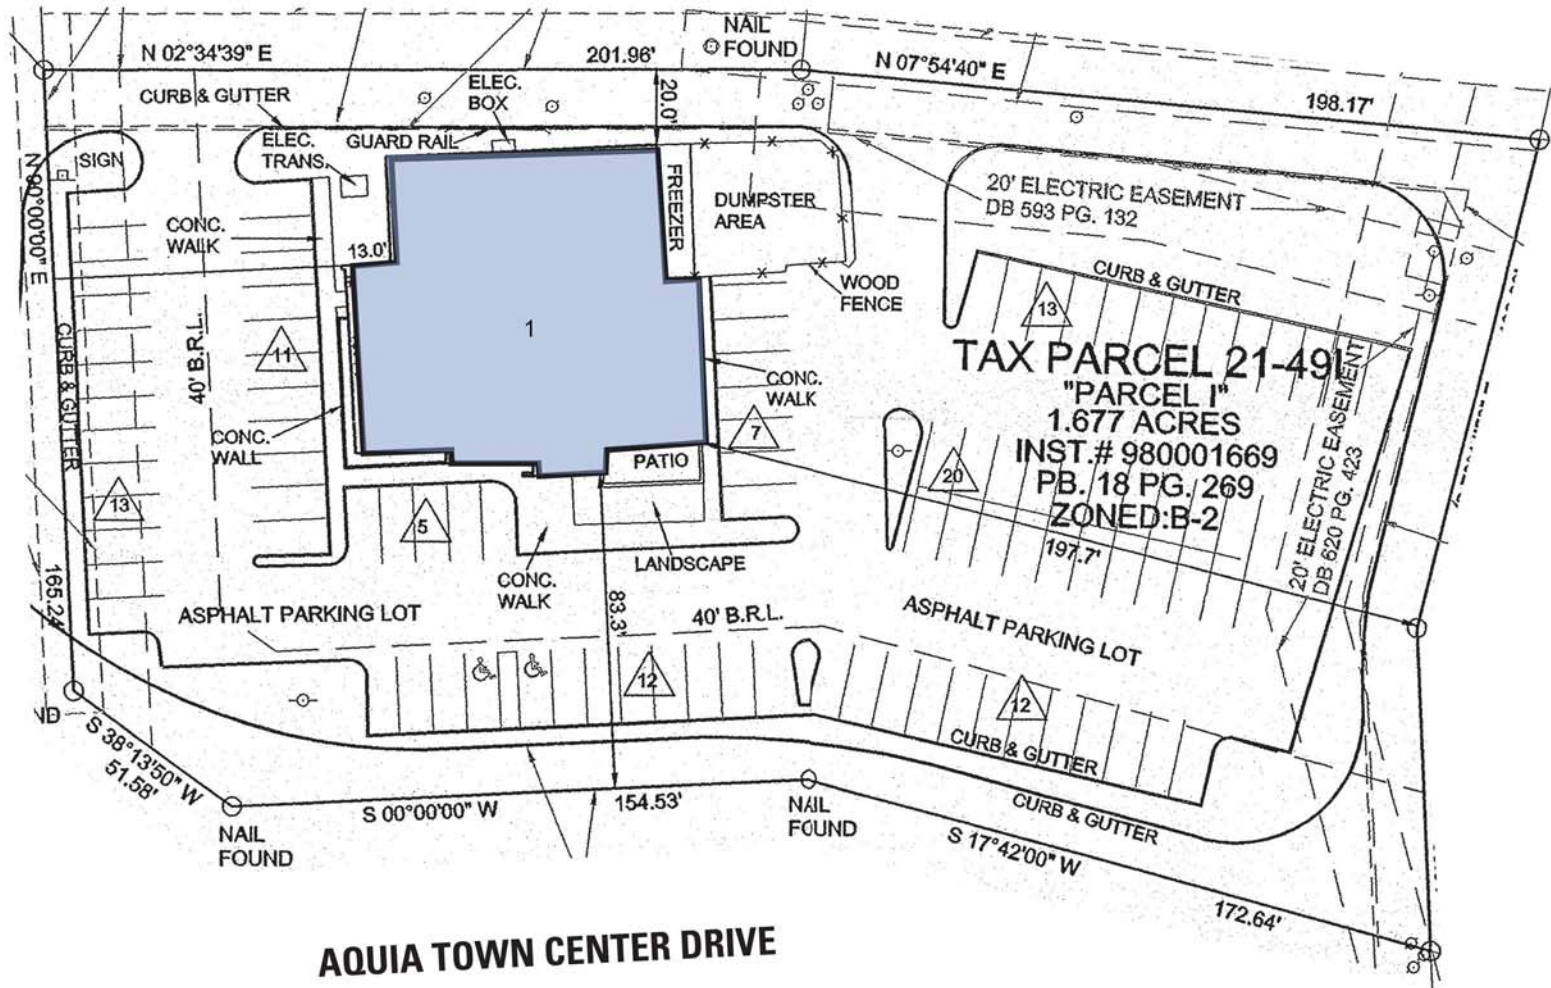 NAIL
FOUND
N 02°34'39" E
201.96'
N 07°54'40" E
198.17'
CURB & GUTTER
ELEC.
BOX
20.0'
ELEC.
TRANS.
GUARD RAIL
SIGN
N 90°00'00" E
CONC.
WALK
13.0'
FREEZER
DUMPSTER
AREA
20' ELECTRIC EASEMENT
DB 593 PG. 132
WOOD
FENCE
CURB & GUTTER
13
1
11
40' B.R.L.
CURB & GUTTER
TAX PARCEL 21-49I
"PARCEL I"
1.677 ACRES
INST.# 980001669
PB. 18 PG. 269
ZONED:B-2
197.7'
20' ELECTRIC EASEMENT
DB 620 PG. 423
CONC.
WALK
7
CONC.
WALL
PATIO
20
13
5
LANDSCAPE
CONC.
WALK
165.24'
ASPHALT PARKING LOT
83.3'
40' B.R.L.
ASPHALT PARKING LOT
12
12
ND
S 38°13'50" W
51.58'
CURB & GUTTER
CURB & GUTTER
S 00°00'00" W
154.53'
NAIL
FOUND
NAIL
FOUND
S 17°42'00" W
172.64'
AQUIA TOWN CENTER DRIVE